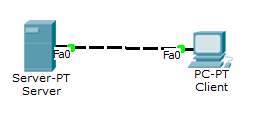 Fa0
Fa0
Server-PT
Server
PC-PT
Client